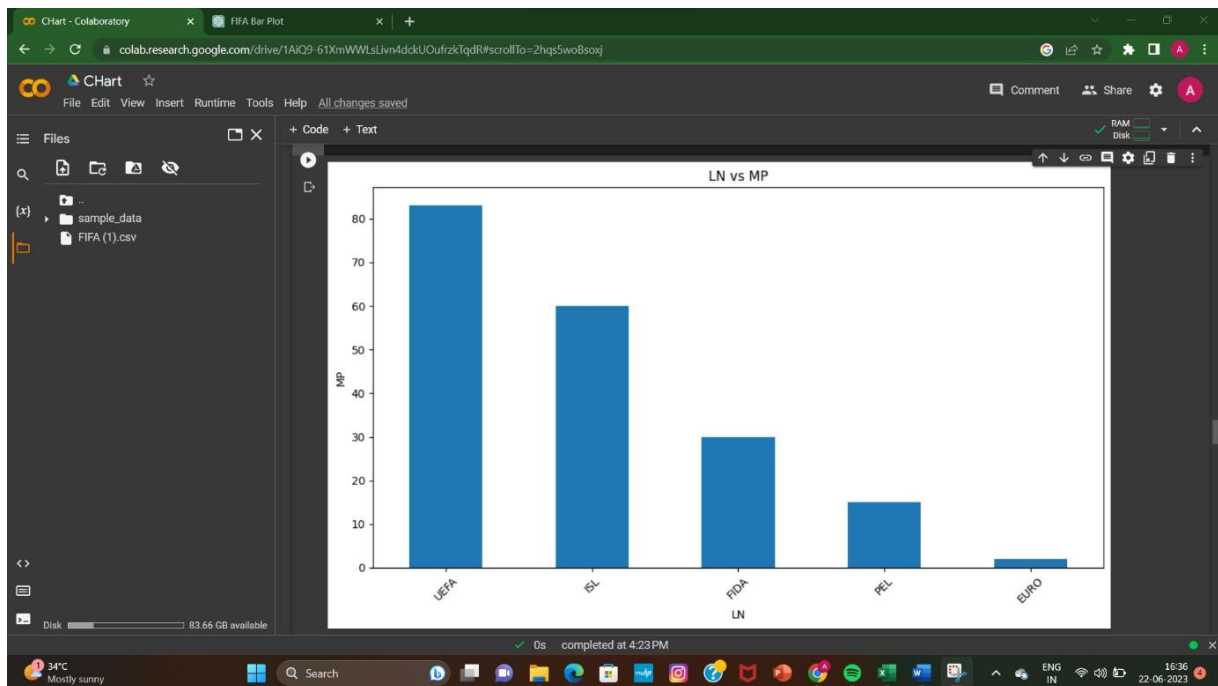 CHart - Colaboratory
FIFA Bar Plot
colab.research.google.com/drive/1AiQ9-61XmWWLsLivn4dckUOufrzkTqdR#scrollTo=2hqs5woBsoxj
A
CHart
Comment
Share
A
File Edit View Insert Runtime Tools Help All changes saved
Files
+ Code + Text
RAM
Disk
{x}
..
sample_data
FIFA (1).csv
LN vs MP
80
70
60
50
40
30
20
10
0
MP
UEFA
ISL
FIDA
PEL
EURO
LN
Disk
83.66 GB available
0s completed at 4:23 PM
1
34°C
Mostly sunny
Search
ENG
IN
16:36
22-06-2023
4